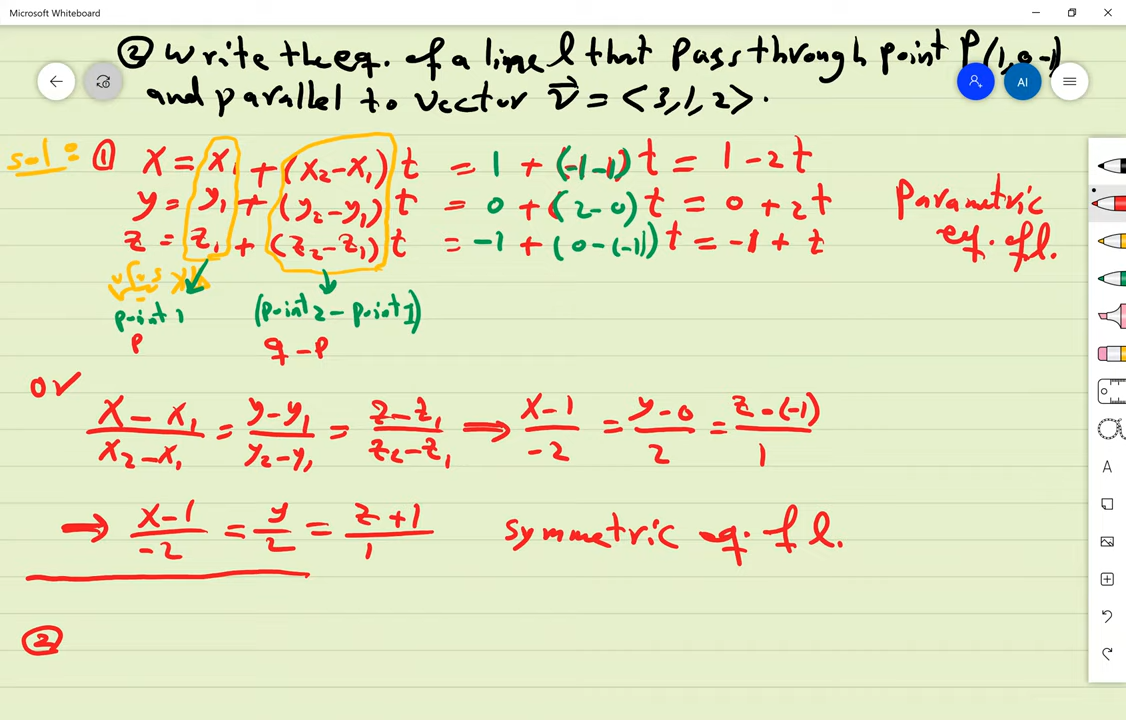 Microsoft Whiteboard
② Write the eq. of a line l that pass through point P(1,0,-1)
and parallel to vector v⃗ = <3,1,2>.
AI
sol: ① x = x₁ + (x₂-x₁) t = 1 + (-1-1) t = 1 - 2t
y = y₁ + (y₂-y₁) t = 0 + (2-0) t = 0 + 2t
z = z₁ + (z₂-z₁) t = -1 + (0-(-1)) t = -1 + t
Parametric
eq. of l.
point 1
(point 2 - point 1)
p
q - p
or
(x-x₁)/(x₂-x₁) = (y-y₁)/(y₂-y₁) = (z-z₁)/(z₂-z₁) ⟹ (x-1)/-2 = (y-0)/2 = (z-(-1))/1
⟹ (x-1)/-2 = y/2 = (z+1)/1 symmetric eq. of l.
②